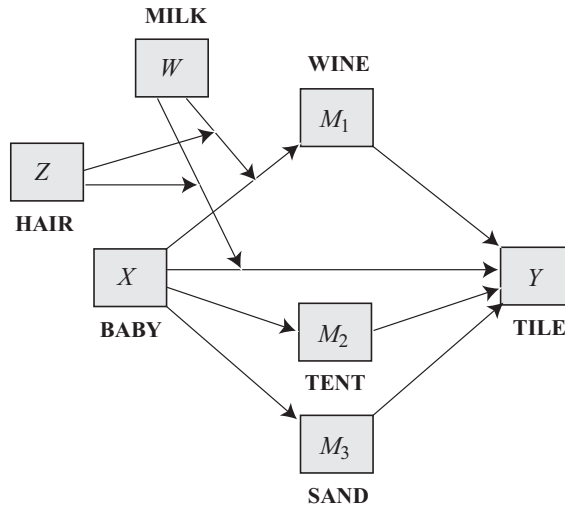 MILK
W
WINE
M1
Z
HAIR
X
BABY
Y
TILE
M2
TENT
M3
SAND